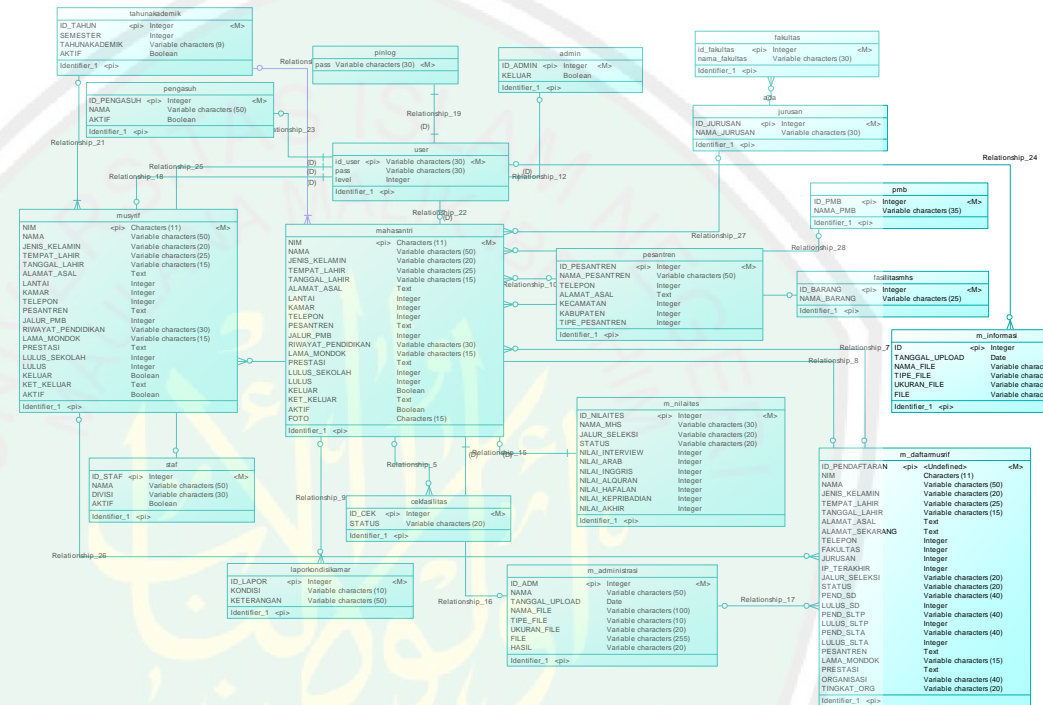 tahunakademik
ID_TAHUN <pi> Integer <M>
SEMESTER Integer
TAHUNAKADEMIK Variable characters (9)
AKTIF Boolean
Identifier_1 <pi>
pinlog
pass Variable characters (30) <M>
admin
ID_ADMIN <pi> Integer <M>
KELUAR Boolean
Identifier_1 <pi>
fakultas
id_fakultas <pi> Integer <M>
nama_fakultas Variable characters (30)
Identifier_1 <pi>
ada
pengasuh
ID_PENGASUH <pi> Integer <M>
NAMA Variable characters (50)
AKTIF Boolean
Identifier_1 <pi>
jurusan
ID_JURUSAN <pi> Integer <M>
NAMA_JURUSAN Variable characters (30)
Identifier_1 <pi>
Relationship_19
(D)
Relationship_21
user
id_user <pi> Variable characters (30) <M>
pass Variable characters (30)
level Integer
Identifier_1 <pi>
(D)
(D)
(D)
(D)
Relationship_25
Relationship_18
Relationship_12
Relationship_24
Relationship_22
(D)
Relationship_27
Relationship_28
pmb
ID_PMB <pi> Integer <M>
NAMA_PMB Variable characters (35)
Identifier_1 <pi>
musyrif
NIM <pi> Characters (11) <M>
NAMA Variable characters (50)
JENIS_KELAMIN Variable characters (20)
TEMPAT_LAHIR Variable characters (25)
TANGGAL_LAHIR Variable characters (15)
ALAMAT_ASAL Text
LANTAI Integer
KAMAR Integer
TELEPON Integer
PESANTREN Text
JALUR_PMB Integer
RIWAYAT_PENDIDIKAN Variable characters (30)
LAMA_MONDOK Variable characters (15)
PRESTASI Text
LULUS_SEKOLAH Integer
LULUS Integer
KELUAR Boolean
KET_KELUAR Text
AKTIF Boolean
Identifier_1 <pi>
mahasantri
NIM <pi> Characters (11) <M>
NAMA Variable characters (50)
JENIS_KELAMIN Variable characters (20)
TEMPAT_LAHIR Variable characters (25)
TANGGAL_LAHIR Variable characters (15)
ALAMAT_ASAL Text
LANTAI Integer
KAMAR Integer
TELEPON Integer
PESANTREN Text
JALUR_PMB Integer
RIWAYAT_PENDIDIKAN Variable characters (30)
LAMA_MONDOK Variable characters (15)
PRESTASI Text
LULUS_SEKOLAH Integer
LULUS Integer
KELUAR Boolean
KET_KELUAR Text
AKTIF Boolean
FOTO Characters (15)
Identifier_1 <pi>
pesantren
ID_PESANTREN <pi> Integer <M>
NAMA_PESANTREN Variable characters (50)
TELEPON Integer
ALAMAT_ASAL Text
KECAMATAN Integer
KABUPATEN Integer
TIPE_PESANTREN Integer
Identifier_1 <pi>
fasilitasmhs
ID_BARANG <pi> Integer <M>
NAMA_BARANG Variable characters (25)
Identifier_1 <pi>
m_informasi
ID <pi> Integer
TANGGAL_UPLOAD Date
NAMA_FILE Variable charac
TIPE_FILE Variable charac
UKURAN_FILE Variable charac
FILE Variable charac
Identifier_1 <pi>
Relationship_7
Relationship_8
m_nilaites
ID_NILAITES <pi> Integer <M>
NAMA_MHS Variable characters (30)
JALUR_SELEKSI Variable characters (20)
STATUS Variable characters (20)
NILAI_INTERVIEW Integer
NILAI_ARAB Integer
NILAI_INGGRIS Integer
NILAI_ALQURAN Integer
NILAI_HAFALAN Integer
NILAI_KEPRIBADIAN Integer
NILAI_AKHIR Integer
Identifier_1 <pi>
Relationship_15
(D)
(D)
Relationship_5
staf
ID_STAF <pi> Integer <M>
NAMA Variable characters (50)
DIVISI Variable characters (30)
AKTIF Boolean
Identifier_1 <pi>
cekfasilitas
ID_CEK <pi> Integer <M>
STATUS Variable characters (20)
Identifier_1 <pi>
Relationship_9
Relationship_26
laporkondisikamar
ID_LAPOR <pi> Integer <M>
KONDISI Variable characters (10)
KETERANGAN Variable characters (50)
Identifier_1 <pi>
Relationship_16
m_administrasi
ID_ADM <pi> Integer <M>
NAMA Variable characters (50)
TANGGAL_UPLOAD Date
NAMA_FILE Variable characters (100)
TIPE_FILE Variable characters (10)
UKURAN_FILE Variable characters (20)
FILE Variable characters (255)
HASIL Variable characters (20)
Identifier_1 <pi>
Relationship_17
m_daftarmusrif
ID_PENDAFTARAN <pi> <Undefined> <M>
NIM Characters (11)
NAMA Variable characters (50)
JENIS_KELAMIN Variable characters (20)
TEMPAT_LAHIR Variable characters (25)
TANGGAL_LAHIR Variable characters (15)
ALAMAT_ASAL Text
ALAMAT_SEKARANG Text
TELEPON Integer
FAKULTAS Integer
JURUSAN Integer
IP_TERAKHIR Integer
JALUR_SELEKSI Variable characters (20)
STATUS Variable characters (20)
PEND_SD Variable characters (40)
LULUS_SD Integer
PEND_SLTP Variable characters (40)
LULUS_SLTP Integer
PEND_SLTA Variable characters (40)
LULUS_SLTA Integer
PESANTREN Text
LAMA_MONDOK Variable characters (15)
PRESTASI Text
ORGANISASI Variable characters (40)
TINGKAT_ORG Variable characters (20)
Identifier_1 <pi>